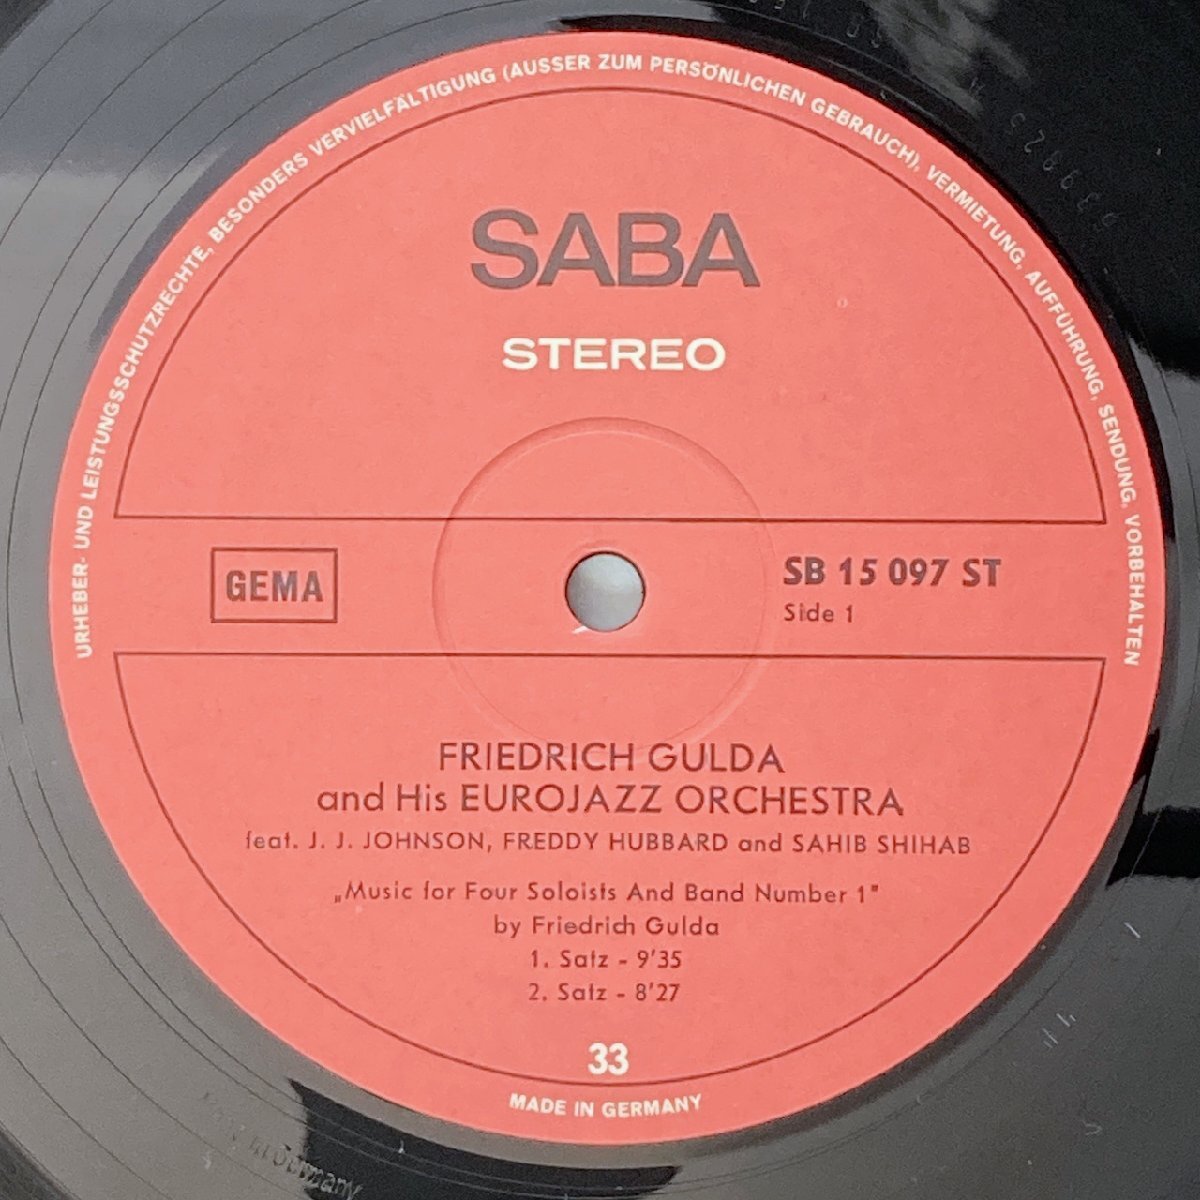 URHEBER- UND LEISTUNGSSCHUTZRECHTE, BESONDERS VERVIELFÄLTIGUNG (AUSSER ZUM PERSÖNLICHEN GEBRAUCH), VERMIETUNG, AUFFÜHRUNG, SENDUNG, VORBEHALTEN
SABA
STEREO
GEMA
SB 15 097 ST
Side 1
FRIEDRICH GULDA
and His EUROJAZZ ORCHESTRA
feat. J. J. JOHNSON, FREDDY HUBBARD and SAHIB SHIHAB
„Music for Four Soloists And Band Number 1"
by Friedrich Gulda
1. Satz - 9'35
2. Satz - 8'27
33
MADE IN GERMANY